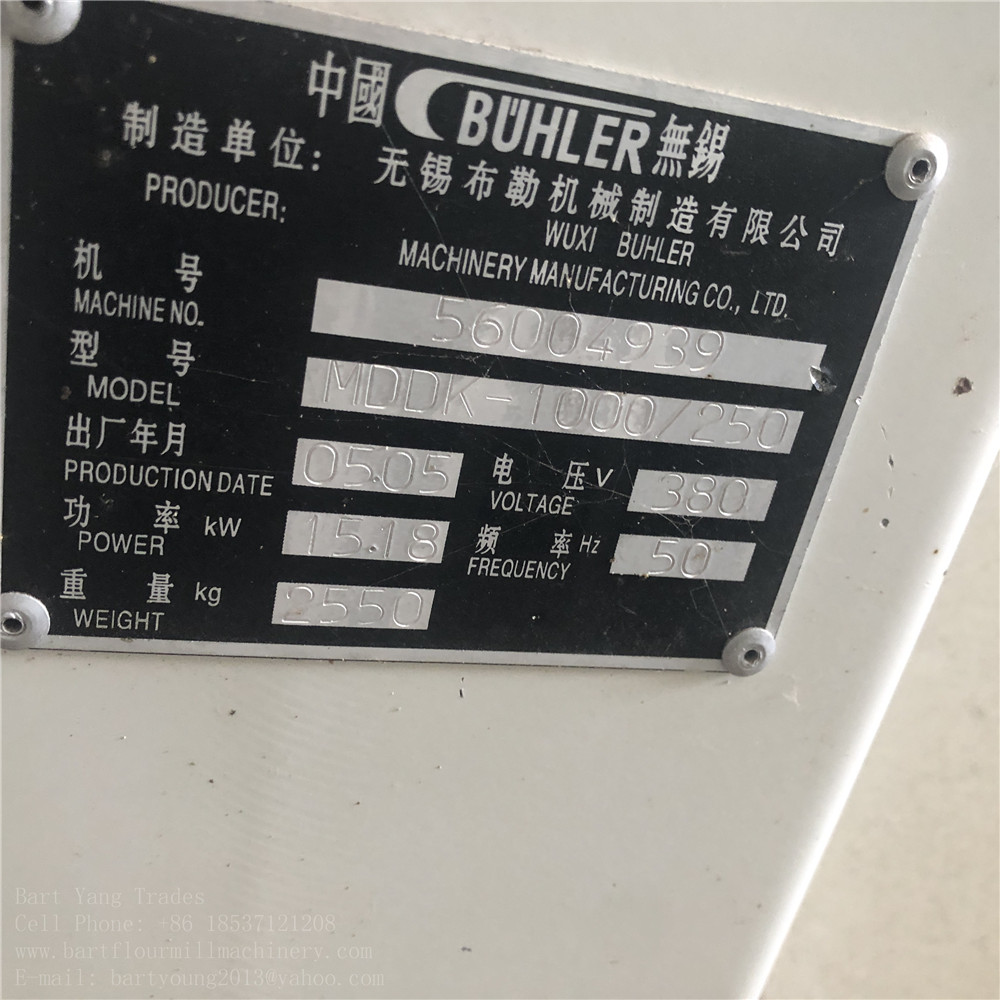 中國 BÜHLER 無錫
制造单位: 无锡布勒机械制造有限公司
PRODUCER: WUXI BUHLER
MACHINERY MANUFACTURING CO., LTD.
机 号
MACHINE NO. 56004939
型 号
MODEL MDDK-1000/250
出厂年月
PRODUCTION DATE 05.05
电 压 V
VOLTAGE 380
功 率 kW
POWER 15.18
频 率 Hz
FREQUENCY 50
重 量 kg
WEIGHT 2550
Bart Yang Trades
Cell Phone: +86 18537121208
www.bartflourmillmachinery.com
E-mail: bartyoung2013@yahoo.com